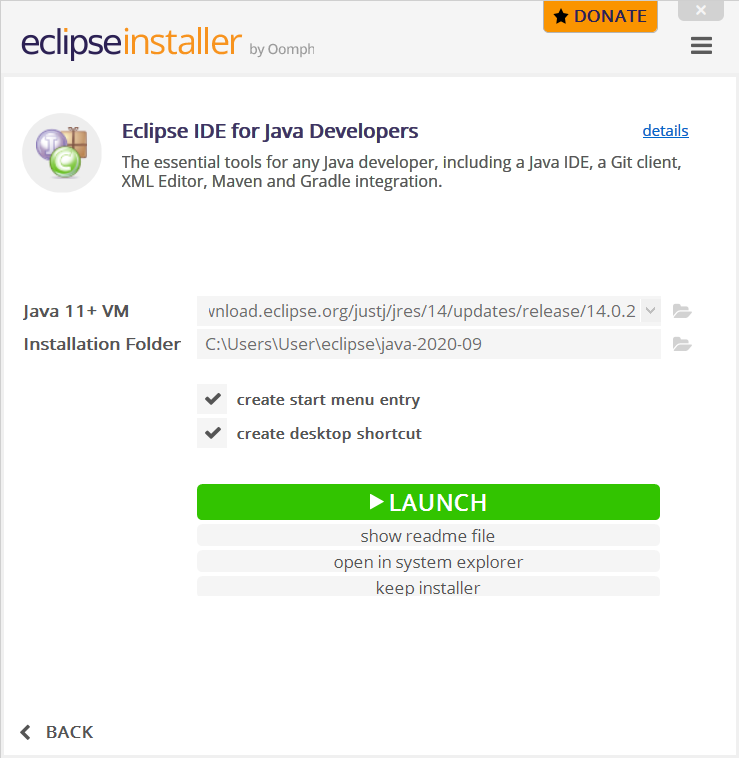 DONATE
eclipseinstaller by Oomph
Eclipse IDE for Java Developers
details
The essential tools for any Java developer, including a Java IDE, a Git client,
XML Editor, Maven and Gradle integration.
Java 11+ VM
wnload.eclipse.org/justj/jres/14/updates/release/14.0.2
Installation Folder
C:\Users\User\eclipse\java-2020-09
create start menu entry
create desktop shortcut
LAUNCH
show readme file
open in system explorer
keep installer
BACK